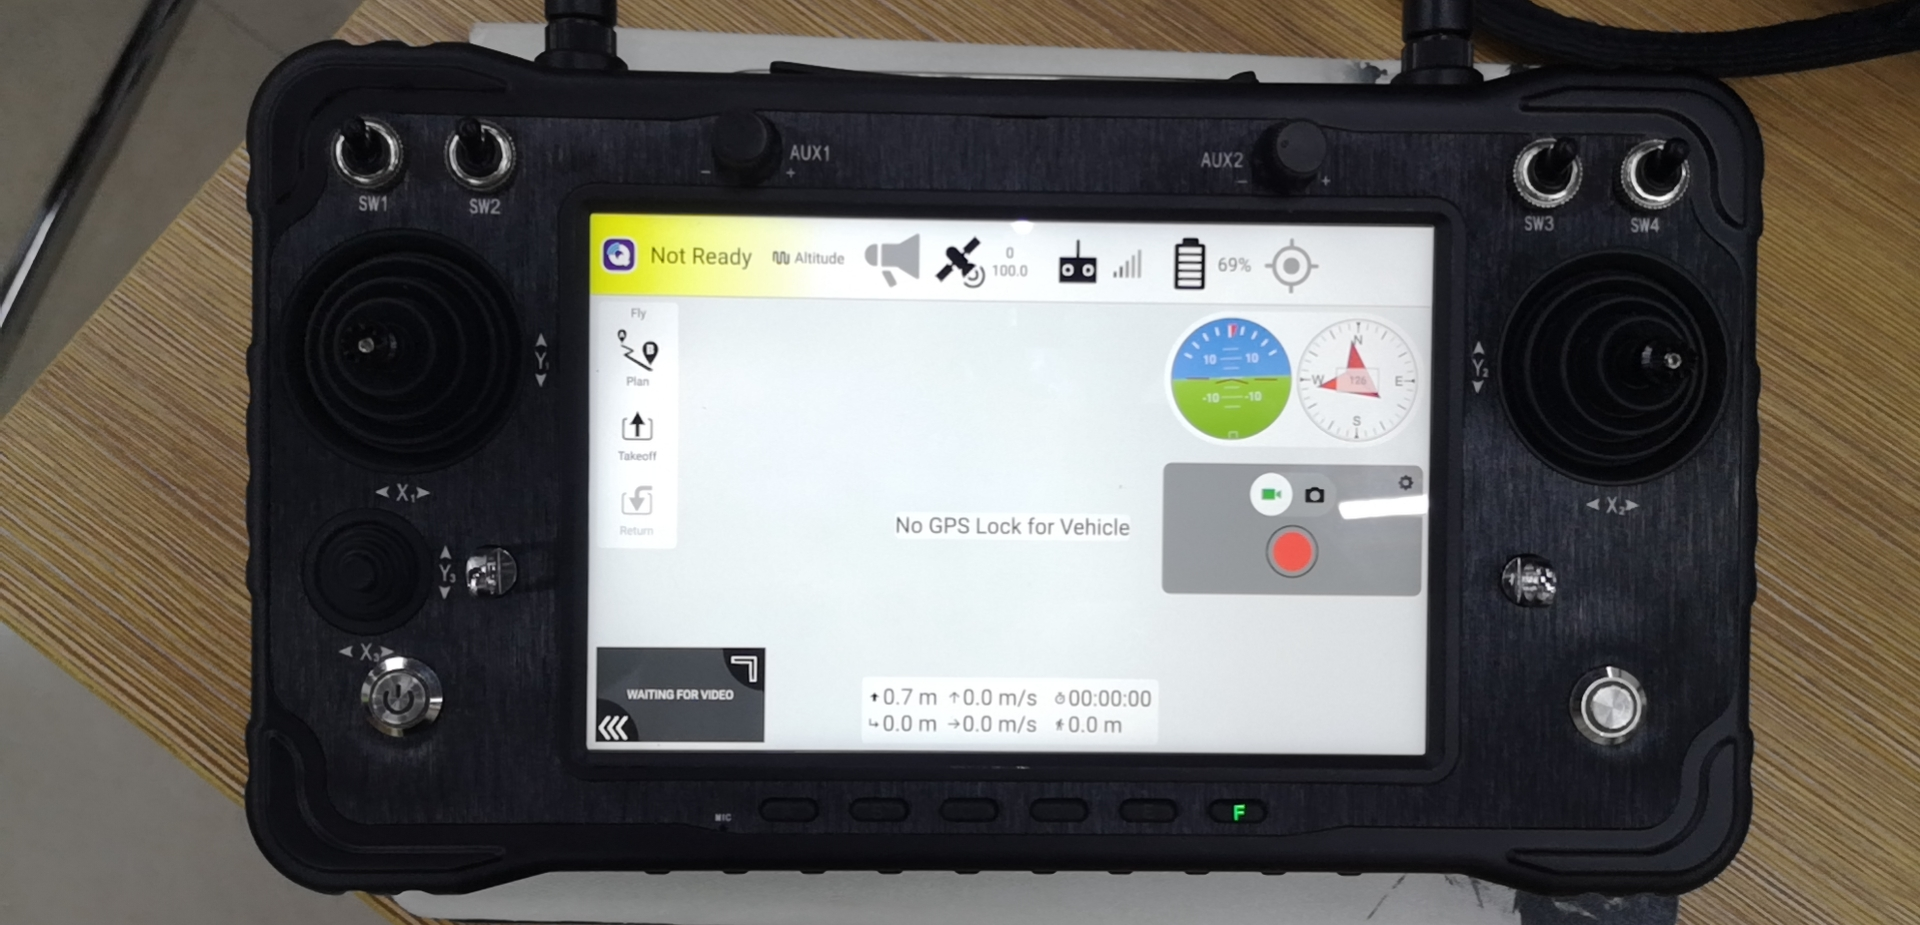 AUX1
- +
AUX2
- +
SW1
SW2
SW3
SW4
Not Ready
Altitude
0
100.0
69%
Fly
Plan
Takeoff
Return
10 10
-10 -10
N
W
E
S
126
No GPS Lock for Vehicle
WAITING FOR VIDEO
0.7 m 0.0 m/s 00:00:00
0.0 m 0.0 m/s 0.0 m
Y1
X1
Y2
X2
Y3
X3
MIC
F